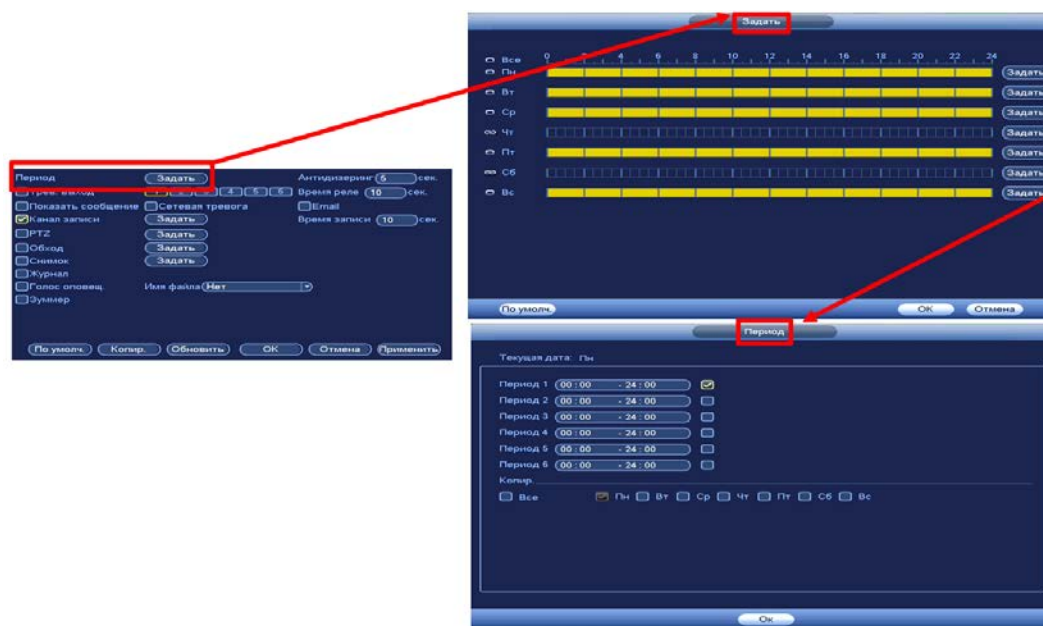 Период Задать Антидизеринг 5 сек.
Трев. выход 1 2 3 4 5 6 Время реле 10 сек.
Показать сообщение Сетевая тревога Email
Канал записи Задать Время записи 10 сек.
PTZ Задать
Обход Задать
Снимок Задать
Журнал
Голос оповещ. Имя файла Нет
Зуммер
По умолч. Копир. Обновить OK Отмена Применить
Задать
0 2 4 6 8 10 12 14 16 18 20 22 24
Все
Пн Задать
Вт Задать
Ср Задать
Чт Задать
Пт Задать
Сб Задать
Вс Задать
По умолч. OK Отмена
Период
Текущая дата: Пн
Период 1 00 : 00 - 24 : 00
Период 2 00 : 00 - 24 : 00
Период 3 00 : 00 - 24 : 00
Период 4 00 : 00 - 24 : 00
Период 5 00 : 00 - 24 : 00
Период 6 00 : 00 - 24 : 00
Копир.
Все Пн Вт Ср Чт Пт Сб Вс
Ок